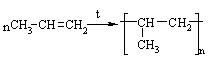 nCH₃-CH=CH₂ t CH-CH₂
CH₃ n